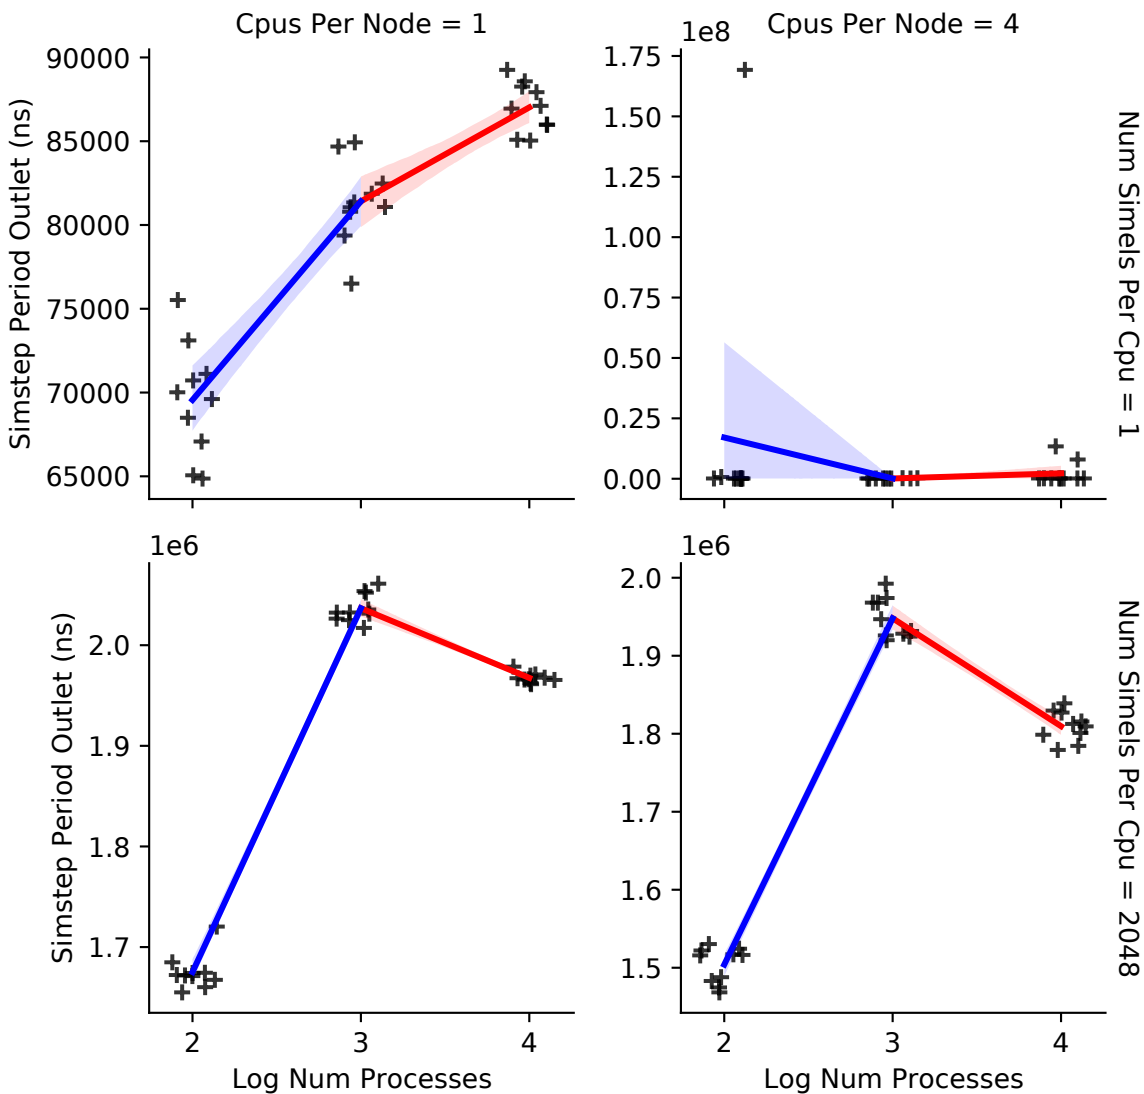 Cpus Per Node = 1
Cpus Per Node = 4
1e8
Simstep Period Outlet (ns)
90000
85000
80000
75000
70000
65000
1.75
1.50
1.25
1.00
0.75
0.50
0.25
0.00
Num Simels Per Cpu = 1
1e6
1e6
Simstep Period Outlet (ns)
2.0
1.9
1.8
1.7
2.0
1.9
1.8
1.7
1.6
1.5
Num Simels Per Cpu = 2048
2 3 4
2 3 4
Log Num Processes
Log Num Processes